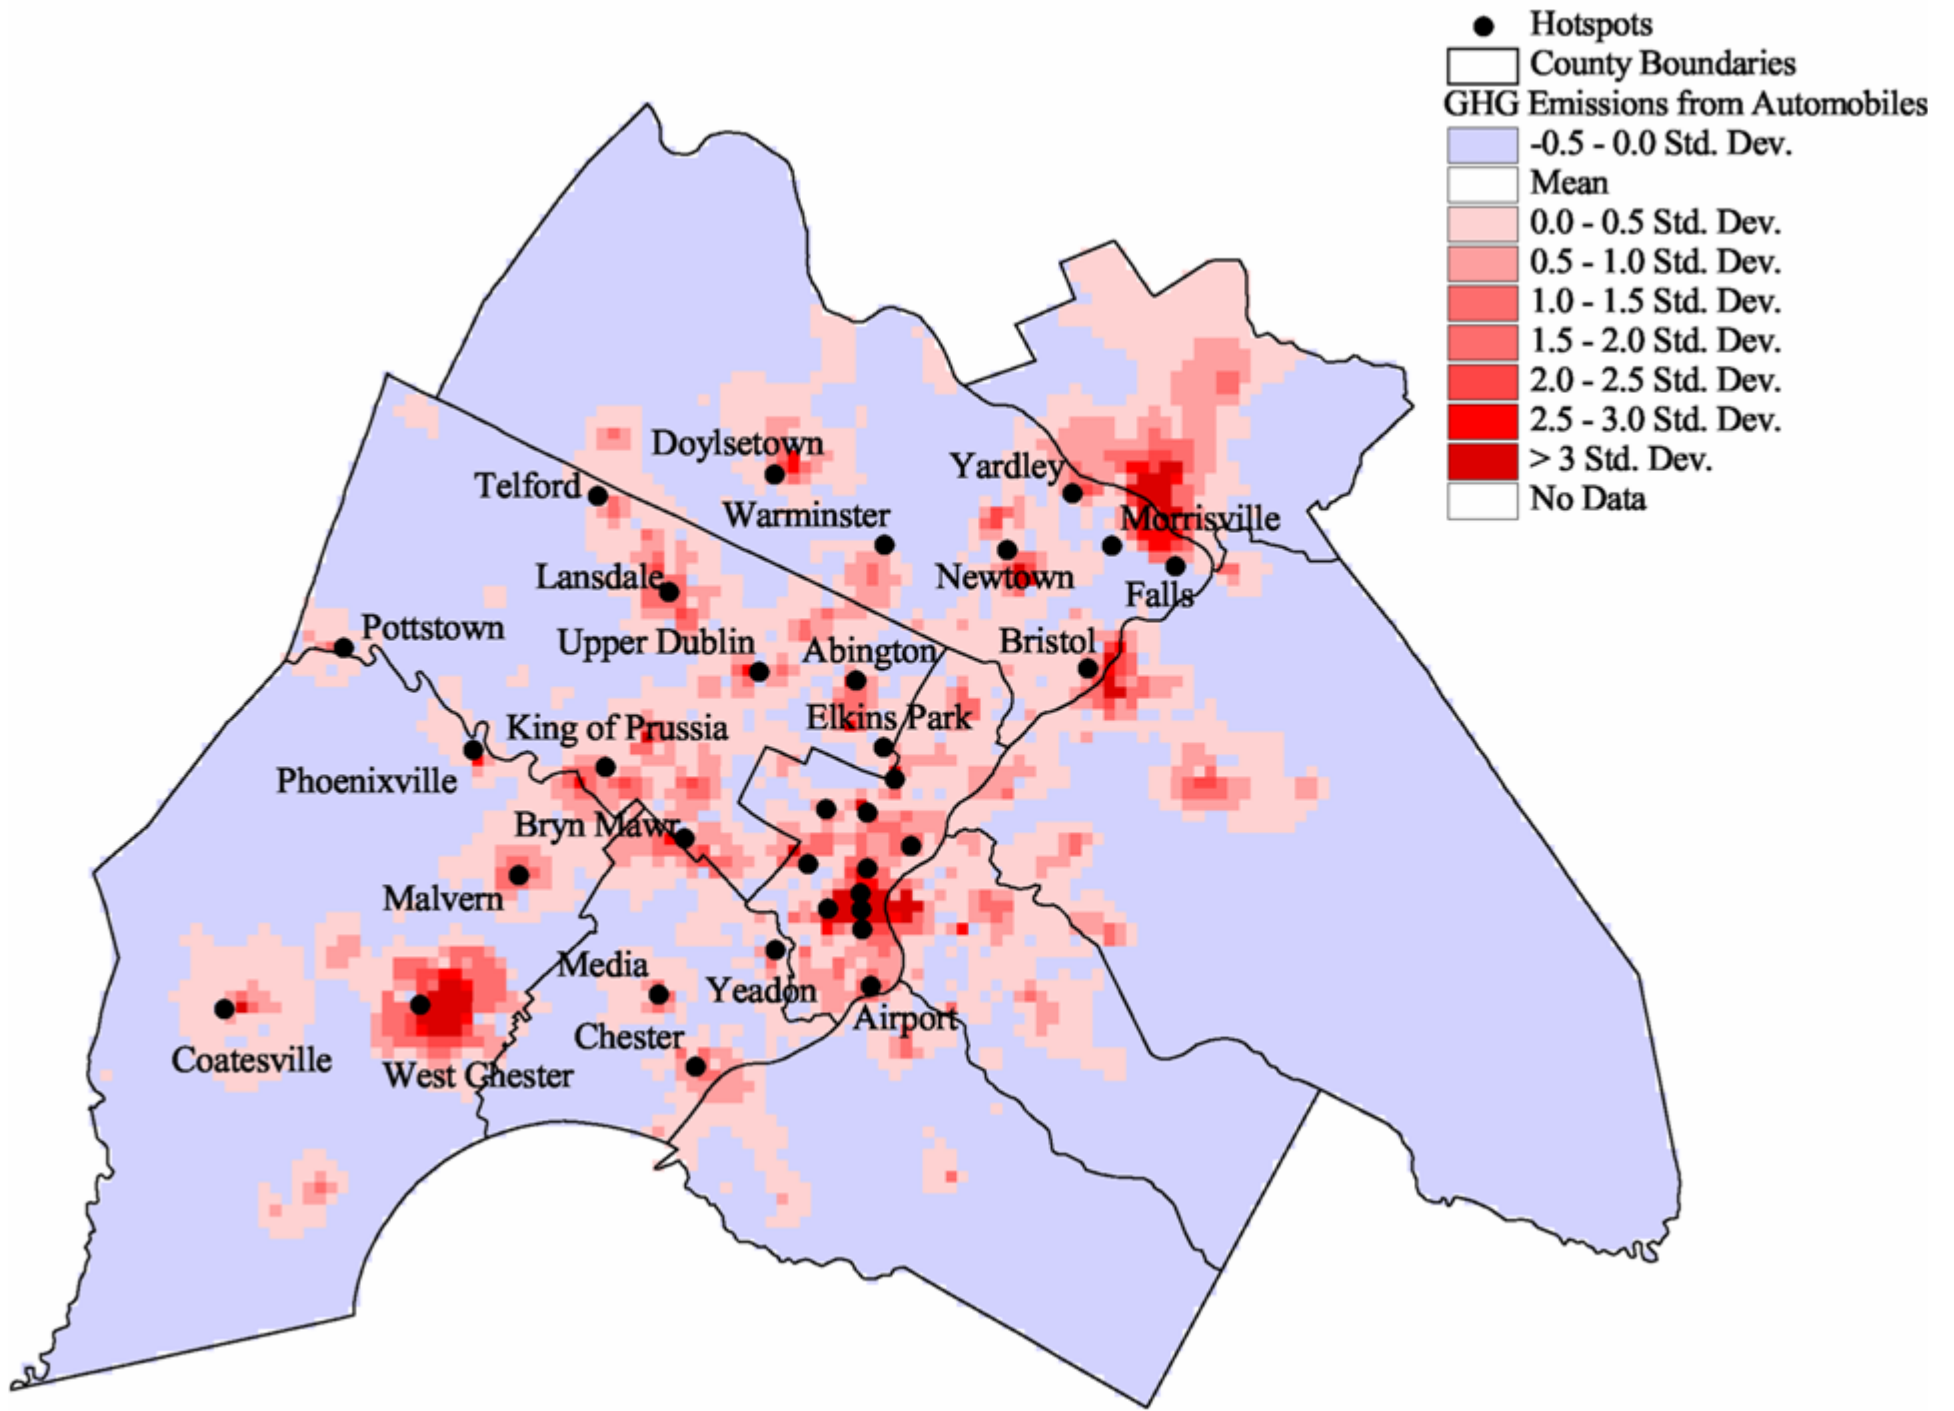 Hotspots
County Boundaries
GHG Emissions from Automobiles
-0.5 - 0.0 Std. Dev.
Mean
0.0 - 0.5 Std. Dev.
0.5 - 1.0 Std. Dev.
1.0 - 1.5 Std. Dev.
1.5 - 2.0 Std. Dev.
2.0 - 2.5 Std. Dev.
2.5 - 3.0 Std. Dev.
> 3 Std. Dev.
No Data
Doylsetown
Yardley
Telford
Warminster
Morrisville
Lansdale
Newtown
Falls
Pottstown
Upper Dublin
Abington
Bristol
King of Prussia
Elkins Park
Phoenixville
Bryn Mawr
Malvern
Media
Yeadon
Airport
Chester
Coatesville
West Chester